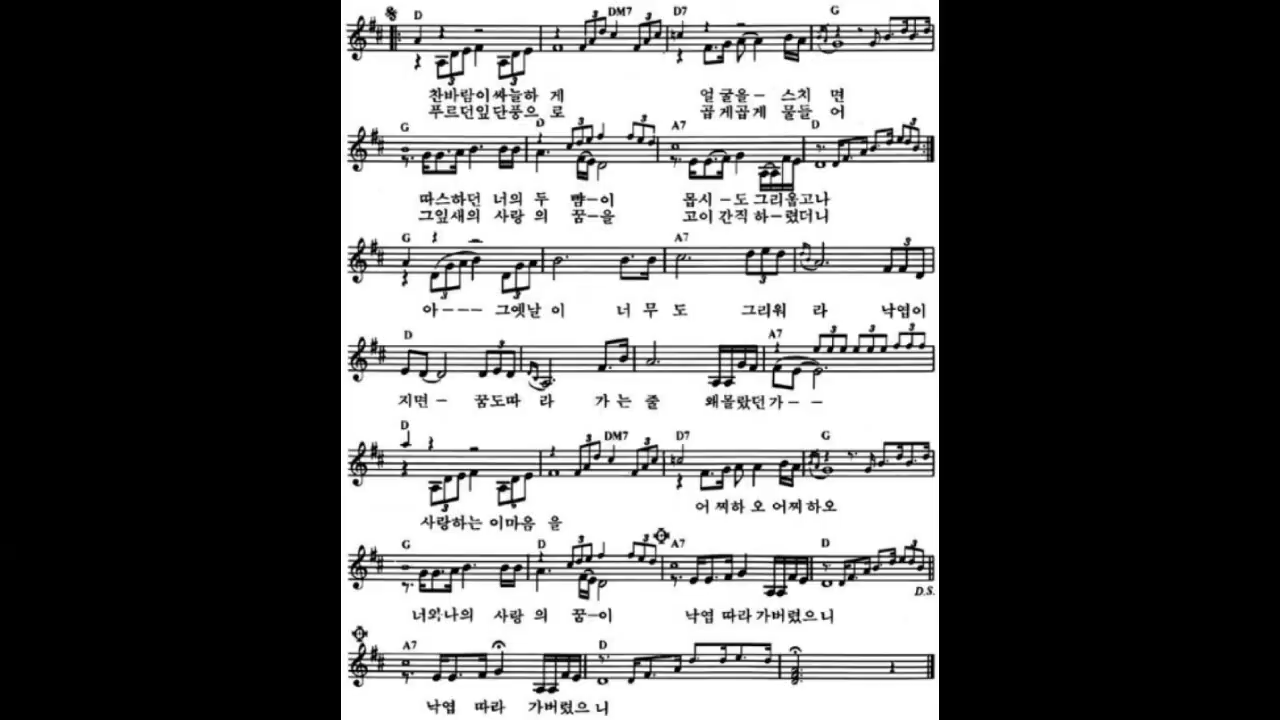 D DM7 D7 G
찬바람이싸늘하 게 얼 굴을– 스치 면
푸르던잎단풍으 로 곱게곱게 물들 어
G D A7 D
따스하던 너의 두 뺨–이 몹시 –도 그리웁고나
그잎새의 사랑 의 꿈–을 고이 간직 하–렸더니
G A7
아––– 그옛날 이 너 무 도 그리워 라 낙엽이
D A7
지면– 꿈도따 라 가 는 줄 왜몰랐던가– –
D DM7 D7 G
사랑하는 이마음 을 어 찌하 오 어찌하오
G D A7 D
D.S.
너와나의 사랑 의 꿈–이 낙엽 따라 가버렸으니
A7 D
낙엽 따라 가버렸으 니